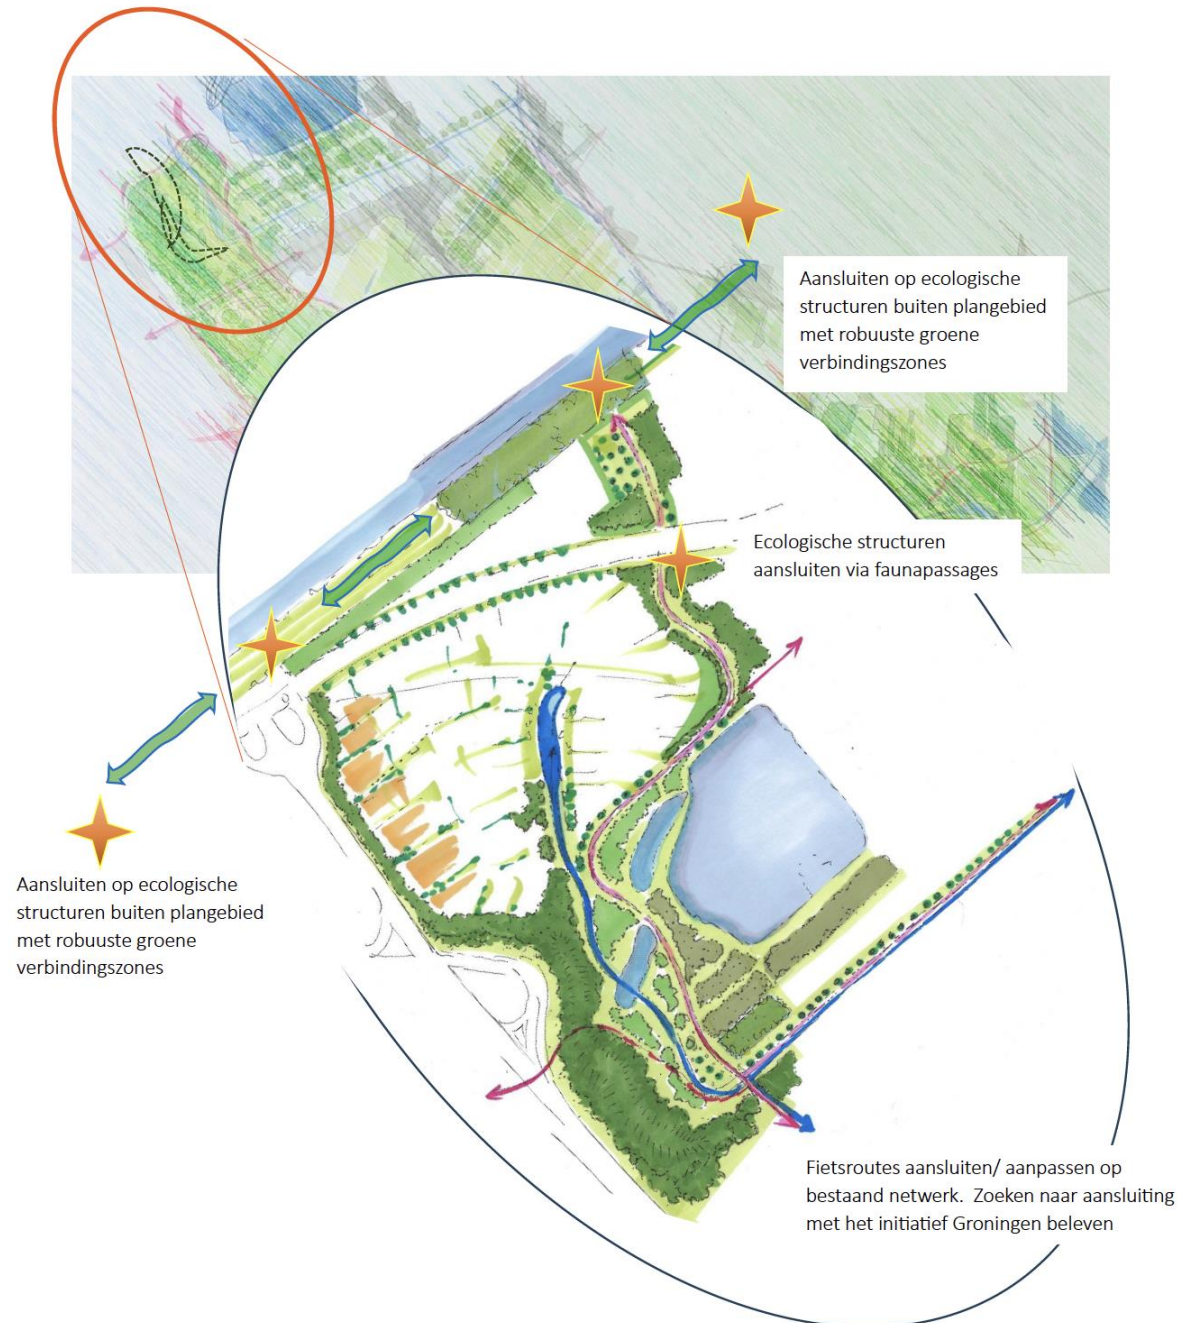 Aansluiten op ecologische
structuren buiten plangebied
met robuuste groene
verbindingszones
Ecologische structuren
aansluiten via faunapassages
Aansluiten op ecologische
structuren buiten plangebied
met robuuste groene
verbindingszones
Fietsroutes aansluiten/ aanpassen op
bestaand netwerk.  Zoeken naar aansluiting
met het initiatief Groningen beleven